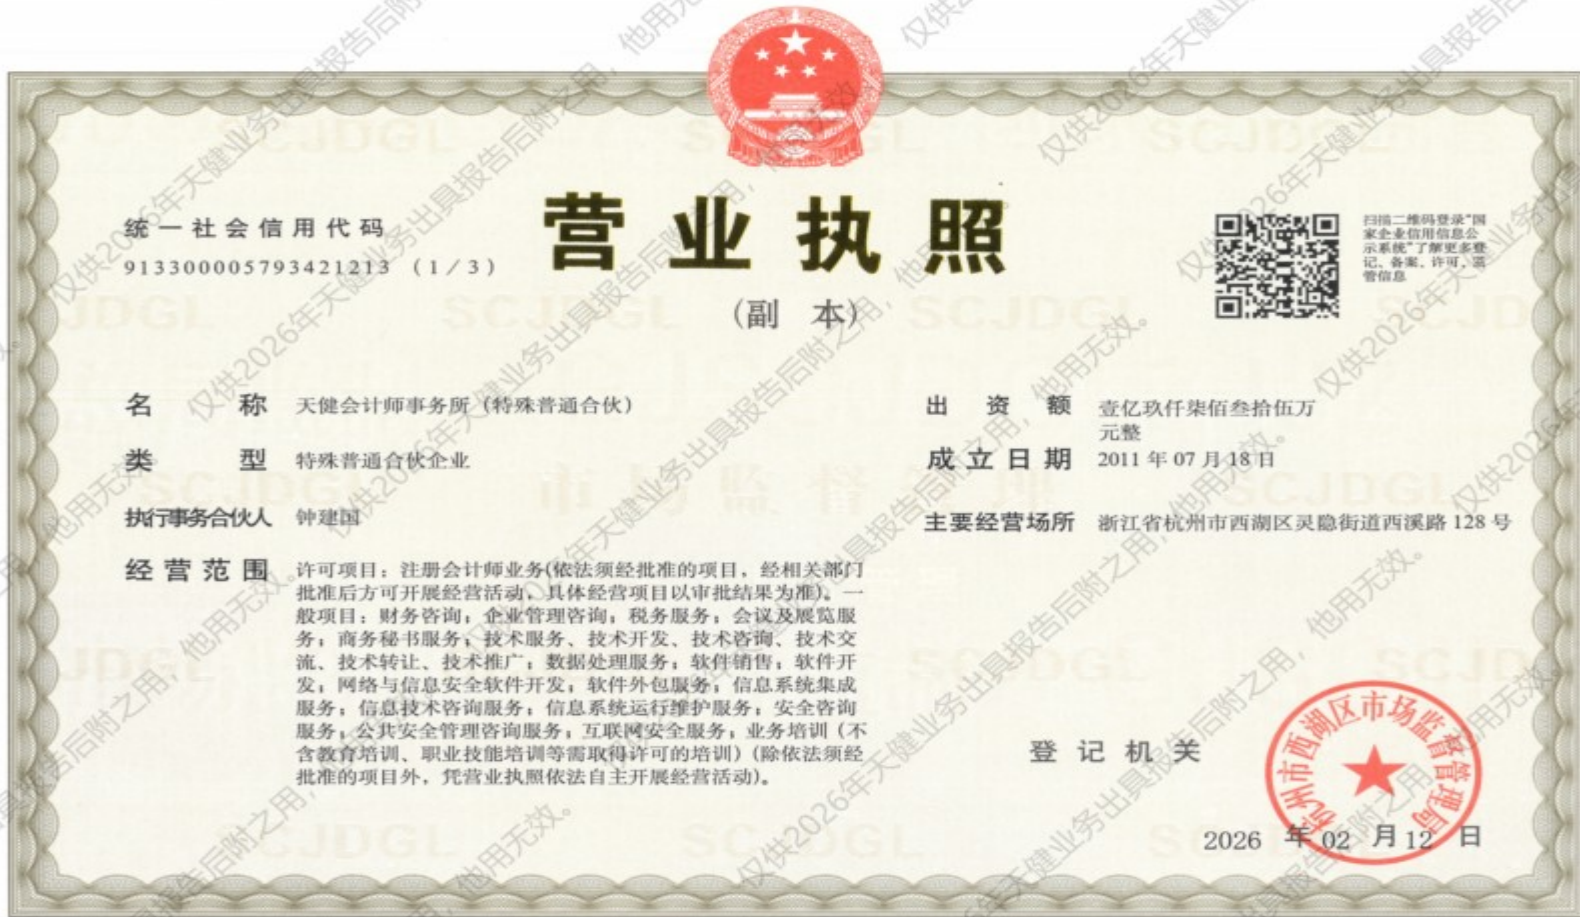 营业执照
（副 本）
统一社会信用代码
913300005793421213 （1/3）
扫描二维码登录“国
家企业信用信息公
示系统”了解更多登
记、备案、许可、监
管信息
名 称 天健会计师事务所（特殊普通合伙）
类 型 特殊普通合伙企业
执行事务合伙人 钟建国
经营范围 许可项目：注册会计师业务(依法须经批准的项目，经相关部门
批准后方可开展经营活动，具体经营项目以审批结果为准)。一
般项目：财务咨询；企业管理咨询；税务服务；会议及展览服
务；商务秘书服务；技术服务、技术开发、技术咨询、技术交
流、技术转让、技术推广；数据处理服务；软件销售；软件开
发；网络与信息安全软件开发；软件外包服务；信息系统集成
服务；信息技术咨询服务；信息系统运行维护服务；安全咨询
服务；公共安全管理咨询服务；互联网安全服务；业务培训（不
含教育培训、职业技能培训等需取得许可的培训）(除依法须经
批准的项目外，凭营业执照依法自主开展经营活动)。
出资额 壹亿玖仟柒佰叁拾伍万
元整
成立日期 2011年07月18日
主要经营场所 浙江省杭州市西湖区灵隐街道西溪路128号
登记机关
杭州市西湖区市场监督管理局
2026 年 02 月 12 日
仅供2026年天健业务出具报告后附之用，他用无效。
SCJDGL
市场监督管理